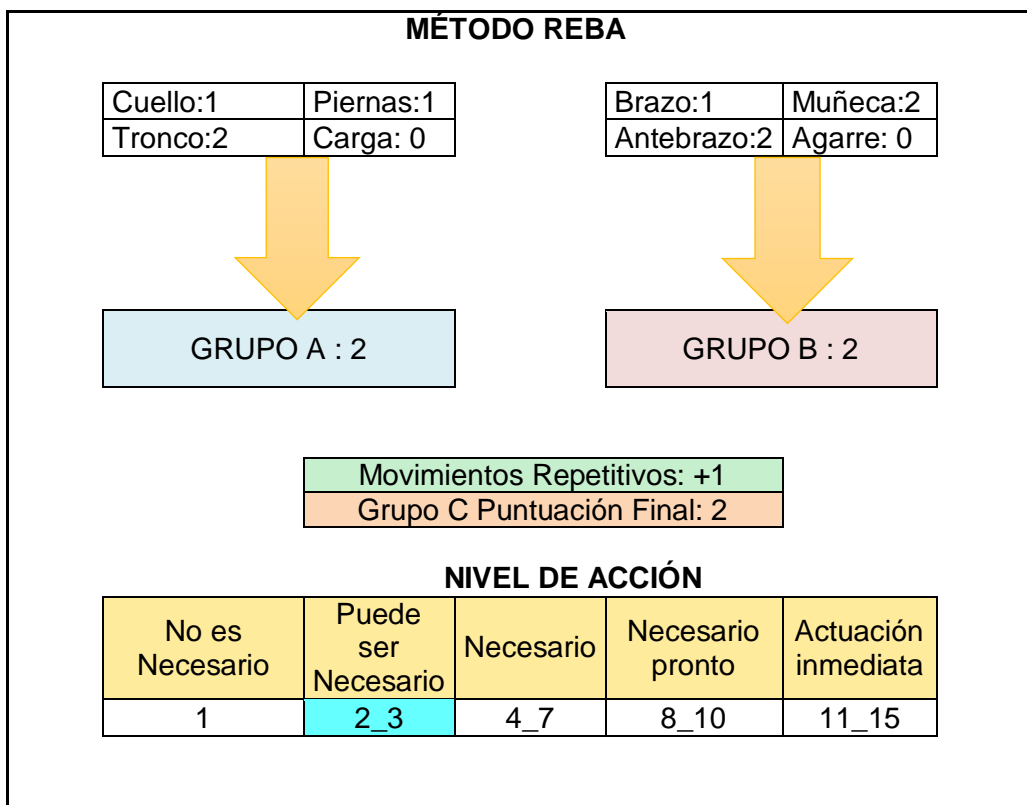 MÉTODO REBA
Cuello:1 Piernas:1 Brazo:1 Muñeca:2
Tronco:2 Carga: 0 Antebrazo:2 Agarre: 0
GRUPO A : 2 GRUPO B : 2
Movimientos Repetitivos: +1
Grupo C Puntuación Final: 2
NIVEL DE ACCIÓN
No es
Necesario
Puede
ser
Necesario
Necesario
Necesario
pronto
Actuación
inmediata
1 2_3 4_7 8_10 11_15